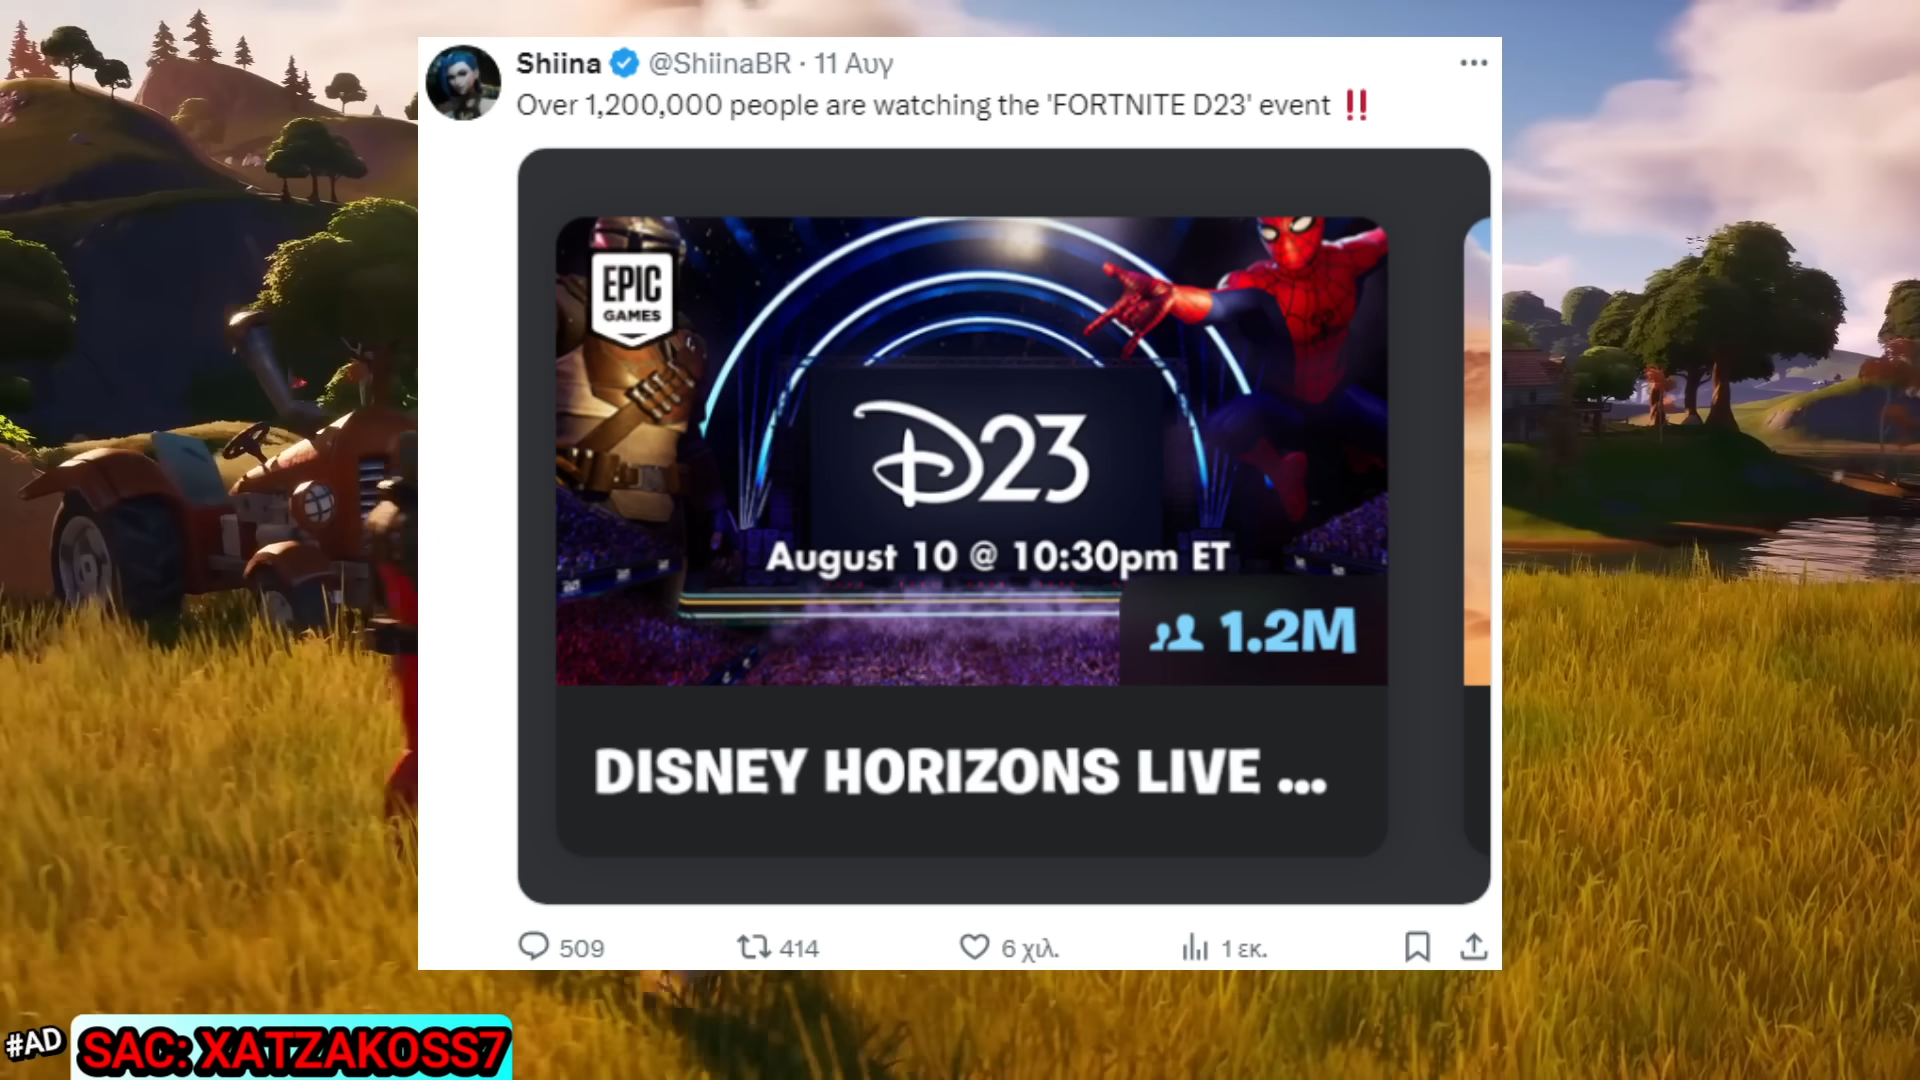 Shiina @ShiinaBR · 11 Αυγ
Over 1,200,000 people are watching the 'FORTNITE D23' event ‼️
EPIC
GAMES
D23
August 10 @ 10:30pm ET
1.2M
DISNEY HORIZONS LIVE ...
509 414 6 χιλ. 1 εκ.
#AD SAC: XATZAKOSS7